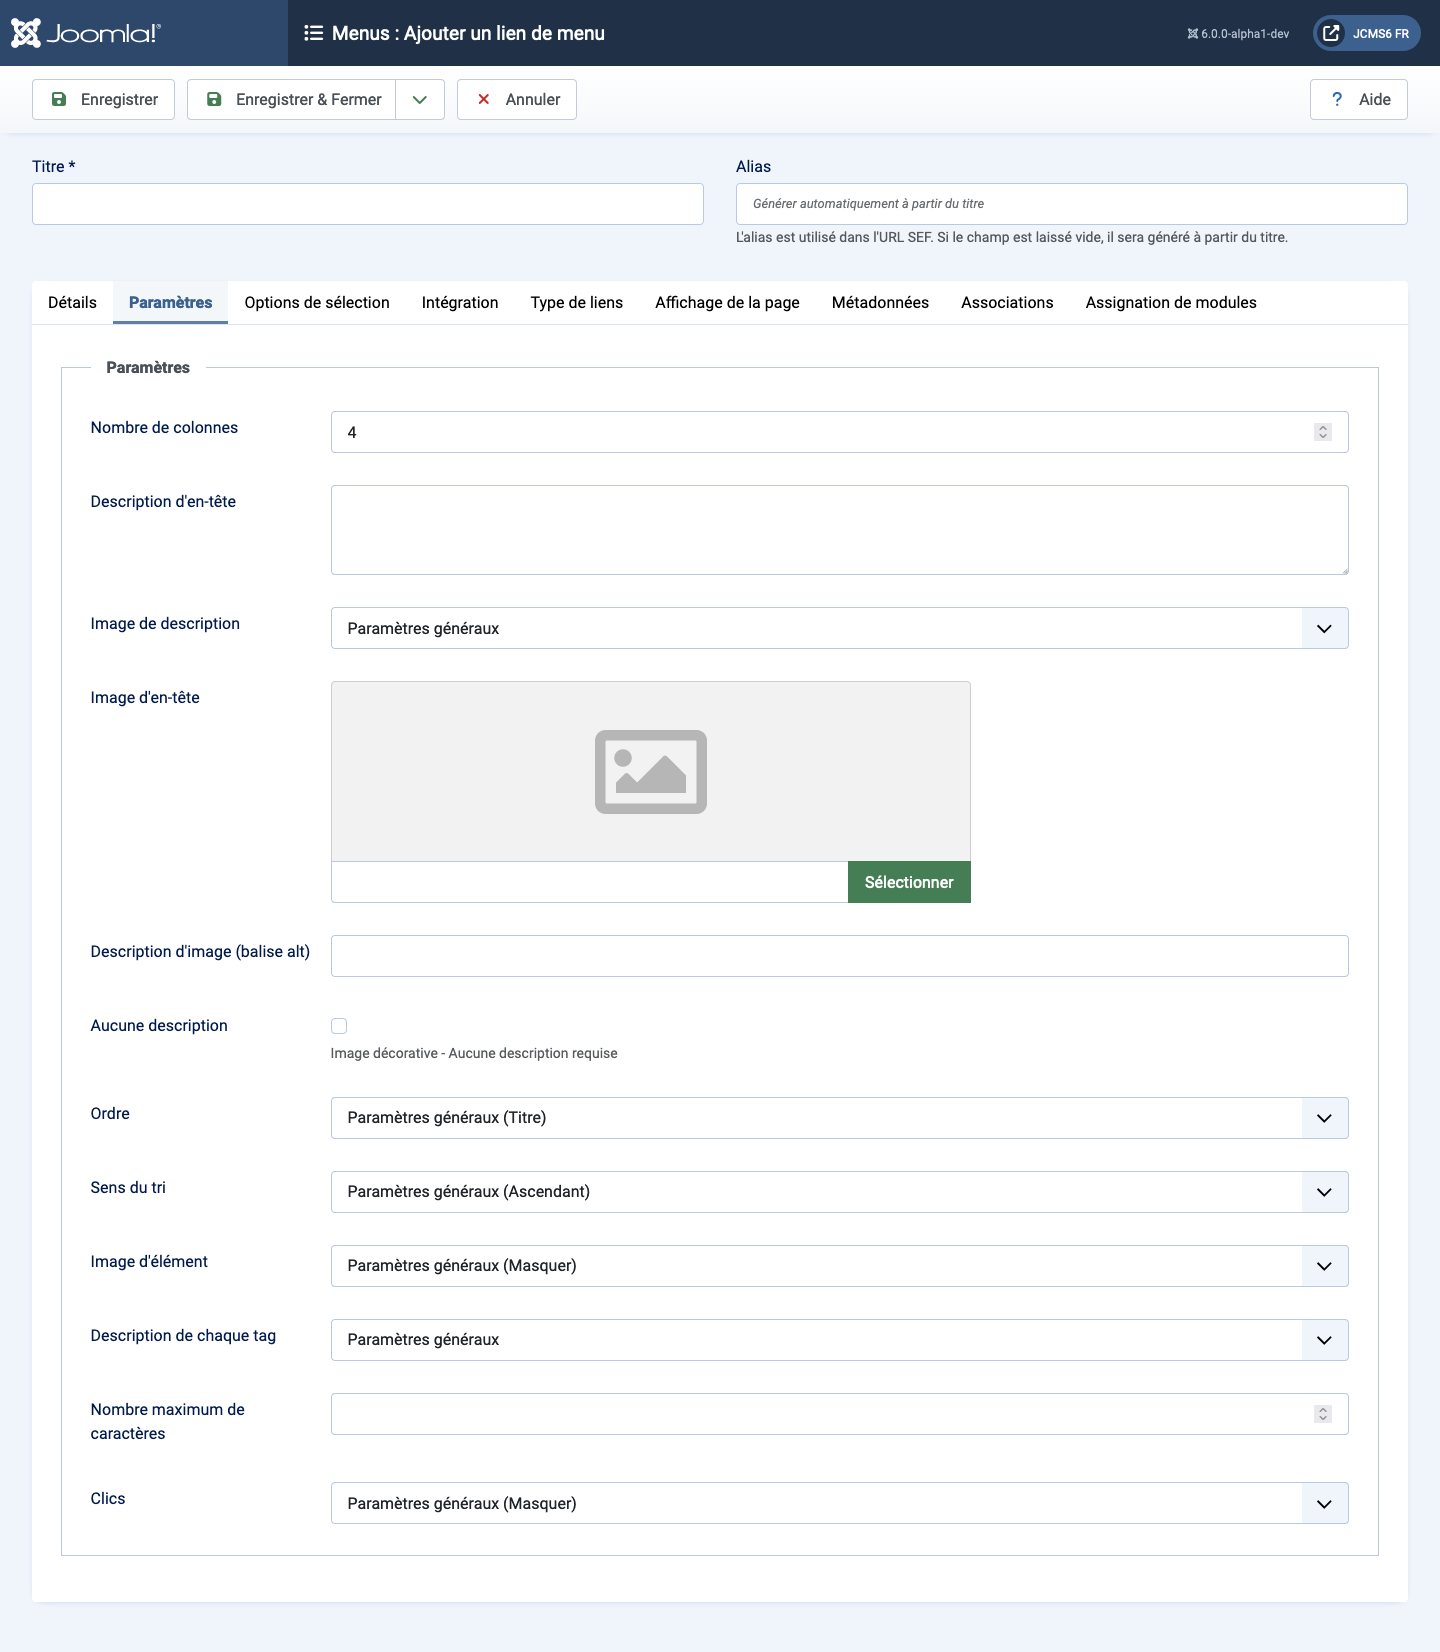 Joomla!®
Menus : Ajouter un lien de menu
6.0.0-alpha1-dev
JCMS6 FR
Enregistrer
Enregistrer & Fermer
Annuler
? Aide
Titre *
Alias
Générer automatiquement à partir du titre
L'alias est utilisé dans l'URL SEF. Si le champ est laissé vide, il sera généré à partir du titre.
Détails Paramètres Options de sélection Intégration Type de liens Affichage de la page Métadonnées Associations Assignation de modules
Paramètres
Nombre de colonnes
4
Description d'en-tête
Image de description
Paramètres généraux
Image d'en-tête
Sélectionner
Description d'image (balise alt)
Aucune description
Image décorative - Aucune description requise
Ordre
Paramètres généraux (Titre)
Sens du tri
Paramètres généraux (Ascendant)
Image d'élément
Paramètres généraux (Masquer)
Description de chaque tag
Paramètres généraux
Nombre maximum de
caractères
Clics
Paramètres généraux (Masquer)